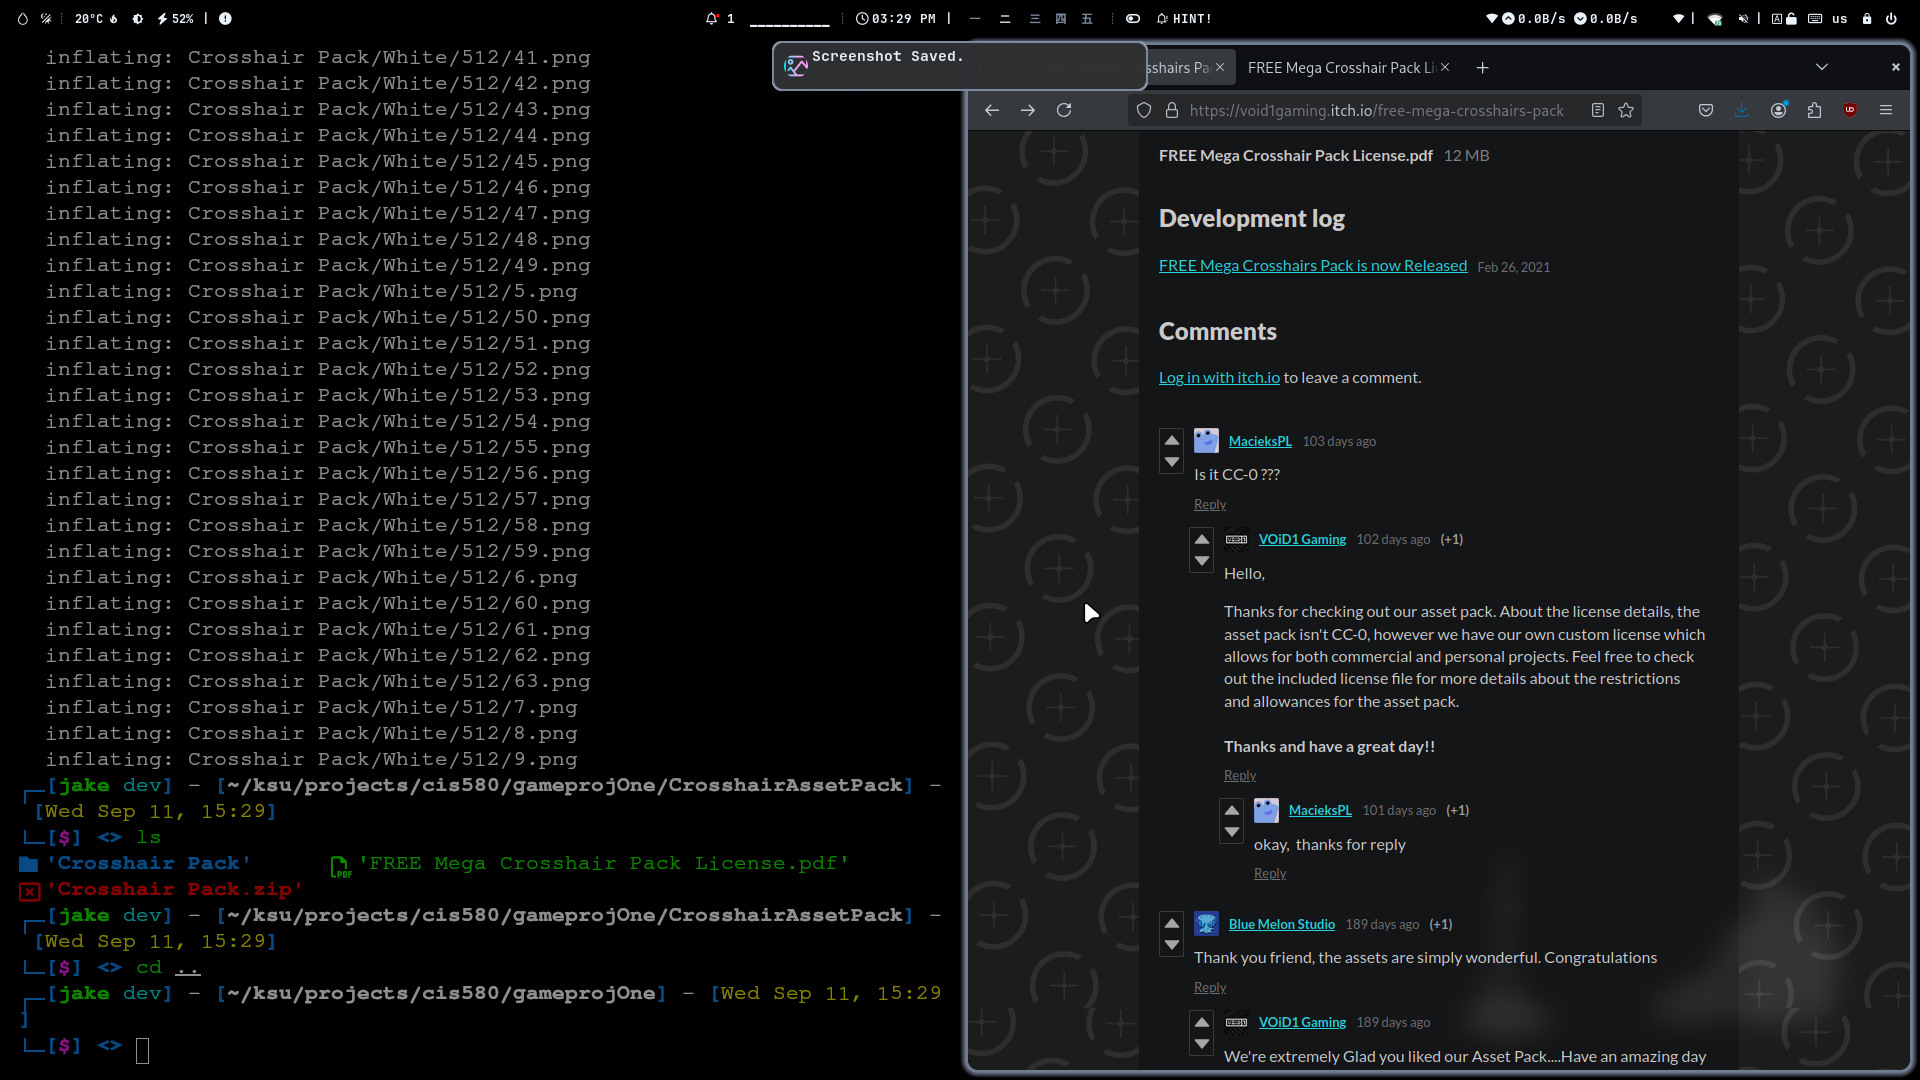 20°C 52%
1
03:29 PM 一 二 三 四 五 HINT!
0.0B/s 0.0B/s us
inflating: Crosshair Pack/White/512/41.png
inflating: Crosshair Pack/White/512/42.png
inflating: Crosshair Pack/White/512/43.png
inflating: Crosshair Pack/White/512/44.png
inflating: Crosshair Pack/White/512/45.png
inflating: Crosshair Pack/White/512/46.png
inflating: Crosshair Pack/White/512/47.png
inflating: Crosshair Pack/White/512/48.png
inflating: Crosshair Pack/White/512/49.png
inflating: Crosshair Pack/White/512/5.png
inflating: Crosshair Pack/White/512/50.png
inflating: Crosshair Pack/White/512/51.png
inflating: Crosshair Pack/White/512/52.png
inflating: Crosshair Pack/White/512/53.png
inflating: Crosshair Pack/White/512/54.png
inflating: Crosshair Pack/White/512/55.png
inflating: Crosshair Pack/White/512/56.png
inflating: Crosshair Pack/White/512/57.png
inflating: Crosshair Pack/White/512/58.png
inflating: Crosshair Pack/White/512/59.png
inflating: Crosshair Pack/White/512/6.png
inflating: Crosshair Pack/White/512/60.png
inflating: Crosshair Pack/White/512/61.png
inflating: Crosshair Pack/White/512/62.png
inflating: Crosshair Pack/White/512/63.png
inflating: Crosshair Pack/White/512/7.png
inflating: Crosshair Pack/White/512/8.png
inflating: Crosshair Pack/White/512/9.png
┌─[jake dev] – [~/ksu/projects/cis580/gameprojOne/CrosshairAssetPack] –
[Wed Sep 11, 15:29]
└─[$] <> ls
'Crosshair Pack' 'FREE Mega Crosshair Pack License.pdf'
'Crosshair Pack.zip'
┌─[jake dev] – [~/ksu/projects/cis580/gameprojOne/CrosshairAssetPack] –
[Wed Sep 11, 15:29]
└─[$] <> cd ..
┌─[jake dev] – [~/ksu/projects/cis580/gameprojOne] – [Wed Sep 11, 15:29
]
└─[$] <>
Screenshot Saved.
sshairs Pa
FREE Mega Crosshair Pack Li
https://void1gaming.itch.io/free-mega-crosshairs-pack
FREE Mega Crosshair Pack License.pdf 12 MB
Development log
FREE Mega Crosshairs Pack is now Released Feb 26, 2021
Comments
Log in with itch.io to leave a comment.
MacieksPL 103 days ago
Is it CC-0 ???
Reply
VOiD1 Gaming 102 days ago (+1)
Hello,
Thanks for checking out our asset pack. About the license details, the
asset pack isn't CC-0, however we have our own custom license which
allows for both commercial and personal projects. Feel free to check
out the included license file for more details about the restrictions
and allowances for the asset pack.
Thanks and have a great day!!
Reply
MacieksPL 101 days ago (+1)
okay, thanks for reply
Reply
Blue Melon Studio 189 days ago (+1)
Thank you friend, the assets are simply wonderful. Congratulations
Reply
VOiD1 Gaming 189 days ago
We're extremely Glad you liked our Asset Pack....Have an amazing day